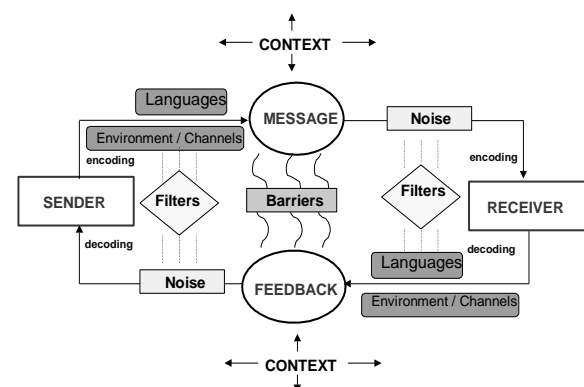 CONTEXT
Languages
MESSAGE
Noise
Environment / Channels
encoding
encoding
SENDER
Filters
Barriers
Filters
RECEIVER
decoding
decoding
Languages
Noise
FEEDBACK
Environment / Channels
CONTEXT